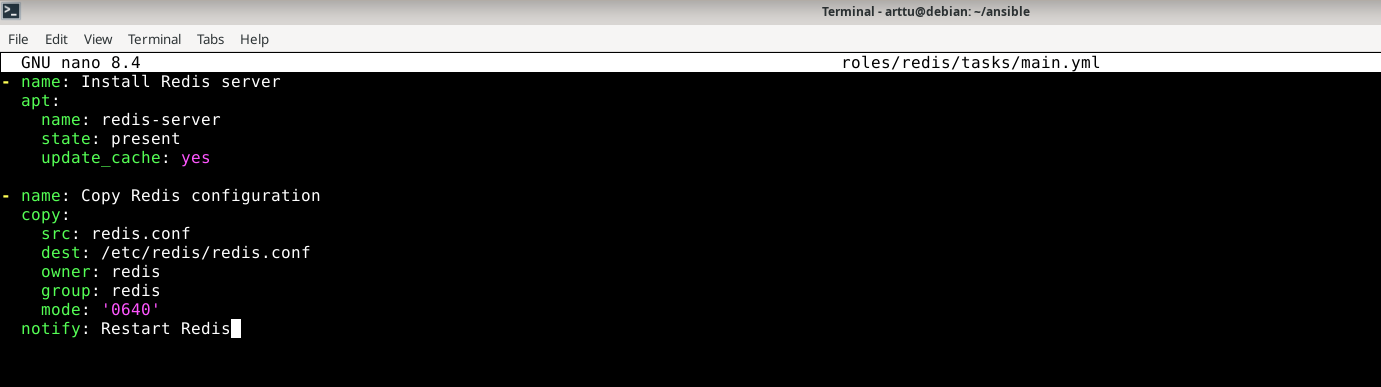 Terminal - arttu@debian: ~/ansible
File Edit View Terminal Tabs Help
GNU nano 8.4 roles/redis/tasks/main.yml
- name: Install Redis server
  apt:
    name: redis-server
    state: present
    update_cache: yes

- name: Copy Redis configuration
  copy:
    src: redis.conf
    dest: /etc/redis/redis.conf
    owner: redis
    group: redis
    mode: '0640'
  notify: Restart Redis